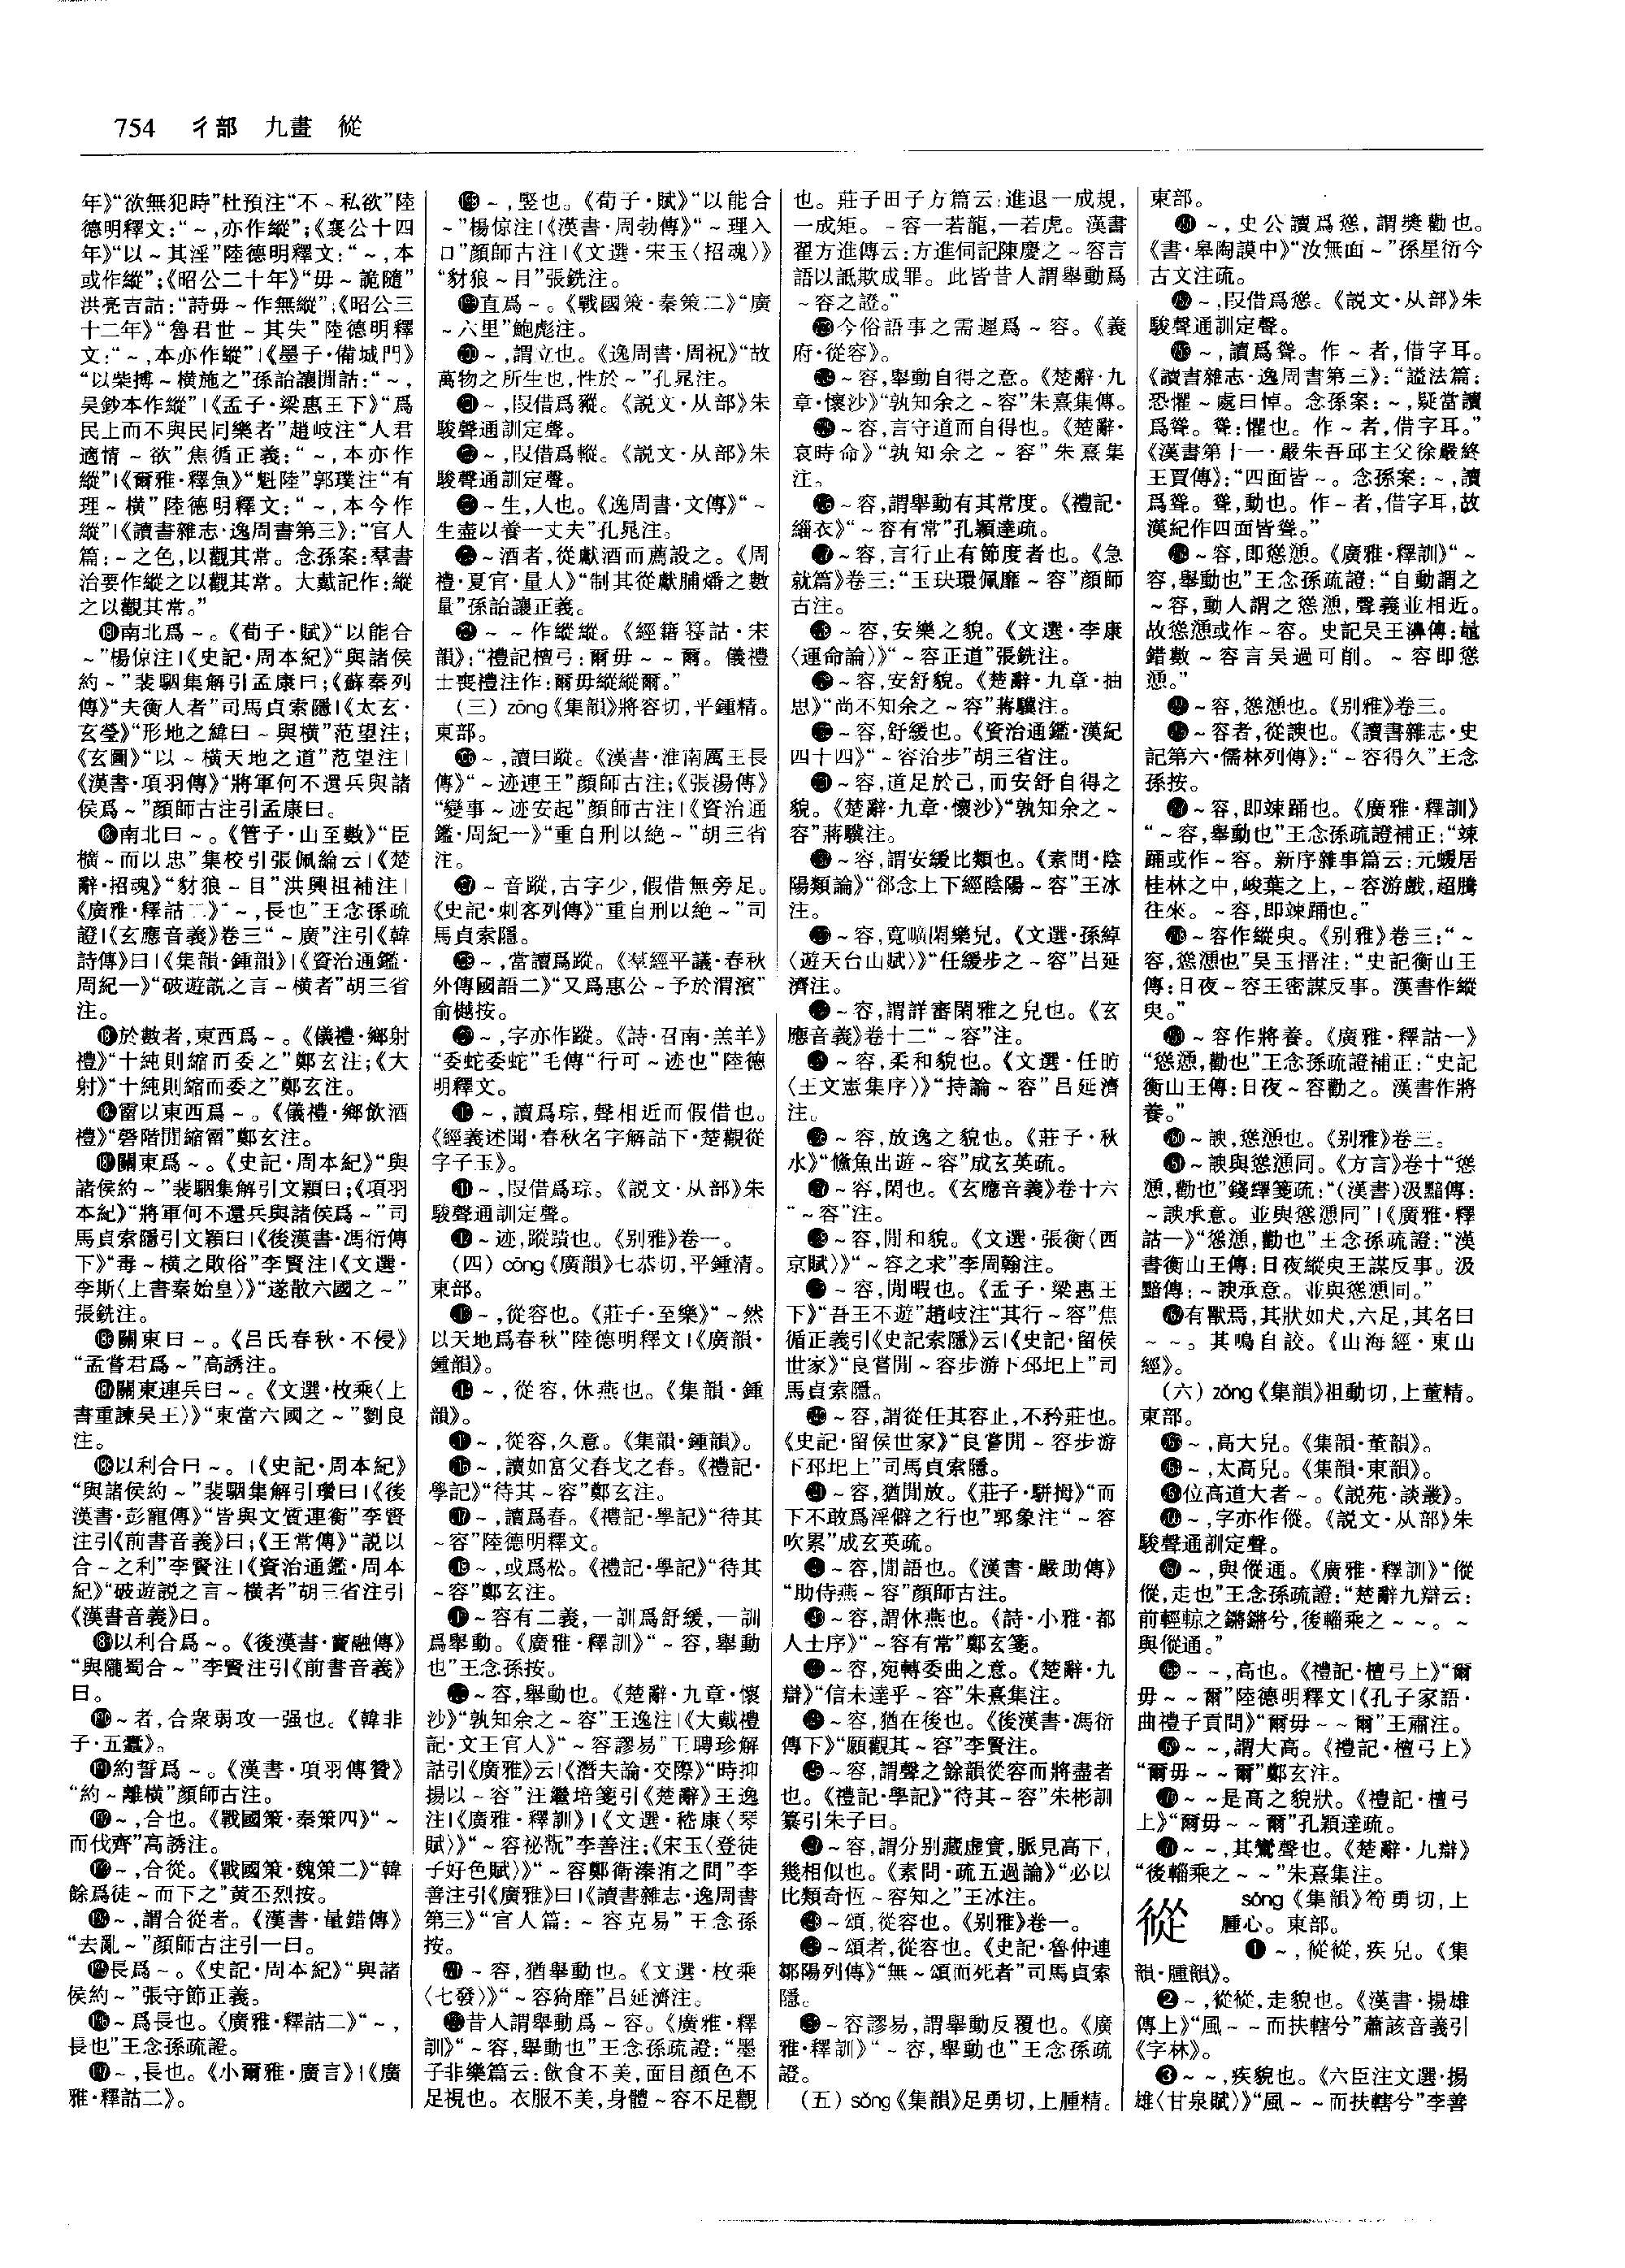 754 彳部 九畫 㣝
年》“欲無犯時”杜預注“不~私欲”陸
德明釋文：“~，亦作縱”；《襄公十四
年》“以~其淫”陸德明釋文：“~，本
或作縱”；《昭公二十年》“毋~詭隨”
洪亮吉詁：“詩毋~作無縱”；《昭公三
十二年》“魯君世~其失”陸德明釋
文：“~，本亦作縱”|《墨子·備城門》
“以柴搏~橫施之”孫詒讓閒詁：“~，
吴鈔本作縱”|《孟子·梁惠王下》“爲
民上而不與民同樂者”趙岐注“人君
適情~欲”焦循正義：“~，本亦作
縱”|《爾雅·釋魚》“魁陸”郭璞注“有
理~橫”陸德明釋文：“~，本今作
縱”|《讀書雜志·逸周書第三》：“官人
篇：~之色，以觀其常。念孫案：羣書
治要作縱之以觀其常。大戴記作：縱
之以觀其常。”
南北爲~。《荀子·賦》“以能合
~”楊倞注|《史記·周本紀》“與諸侯
約~”裴駰集解引孟康曰；《蘇秦列
傳》“夫衡人者”司馬貞索隱|《太玄·
玄瑩》“形地之緯曰~與橫”范望注；
《玄圖》“以~橫天地之道”范望注|
《漢書·項羽傳》“將軍何不還兵與諸
侯爲~”顏師古注引孟康曰。
南北曰~。《管子·山至數》“臣
橫~而以忠”集校引張佩綸云|《楚
辭·招魂》“豺狼~目”洪興祖補注|
《廣雅·釋詁二》“~，長也”王念孫疏
證|《玄應音義》卷三“~廣”注引《韓
詩傳》曰|《集韻·鍾韻》|《資治通鑑·
周紀一》“破遊説之言~橫者”胡三省
注。
於數者，東西爲~。《儀禮·鄉射
禮》“十純則縮而委之”鄭玄注；《大
射》“十純則縮而委之”鄭玄注。
霤以東西爲~。《儀禮·鄉飲酒
禮》“磬階閒縮霤”鄭玄注。
關東爲~。《史記·周本紀》“與
諸侯約~”裴駰集解引文穎曰；《項羽
本紀》“將軍何不還兵與諸侯爲~”司
馬貞索隱引文穎曰|《後漢書·馮衍傳
下》“毒~橫之敗俗”李賢注|《文選·
李斯〈上書秦始皇〉》“遂散六國之~”
張銑注。
關東曰~。《吕氏春秋·不侵》
“孟嘗君爲~”高誘注。
關東連兵曰~。《文選·枚乘〈上
書重諫吴王〉》“東當六國之~”劉良
注。
以利合曰~。|《史記·周本紀》
“與諸侯約~”裴駰集解引瓚曰|《後
漢書·彭寵傳》“皆與文質連衡”李賢
注引《前書音義》曰；《王常傳》“説以
合~之利”李賢注|《資治通鑑·周本
紀》“破遊説之言~橫者”胡三省注引
《漢書音義》曰。
以利合爲~。《後漢書·竇融傳》
“與隴蜀合~”李賢注引《前書音義》
曰。
~者，合衆弱攻一强也。《韓非
子·五蠹》。
約誓爲~。《漢書·項羽傳贊》
“約~離橫”顏師古注。
~，合也。《戰國策·秦策四》“~
而伐齊”高誘注。
~，合從。《戰國策·魏策二》“韓
餘爲徒~而下之”黃丕烈按。
~，謂合從者。《漢書·鼂錯傳》
“去亂~”顏師古注引一曰。
長爲~。《史記·周本紀》“與諸
侯約~”張守節正義。
~爲長也。《廣雅·釋詁二》“~，
長也”王念孫疏證。
~，長也。《小爾雅·廣言》|《廣
雅·釋詁二》。
~，竪也。《荀子·賦》“以能合
~”楊倞注|《漢書·周勃傳》“~理入
口”顏師古注|《文選·宋玉〈招魂〉》
“豺狼~目”張銑注。
直爲~。《戰國策·秦策二》“廣
~六里”鮑彪注。
~，謂立也。《逸周書·周祝》“故
萬物之所生也，性於~”孔晁注。
~，叚借爲豵。《説文·从部》朱
駿聲通訓定聲。
~，叚借爲轍。《説文·从部》朱
駿聲通訓定聲。
~生，人也。《逸周書·文傳》“~
生盡以養一丈夫”孔晁注。
~酒者，從獻酒而薦設之。《周
禮·夏官·量人》“制其從獻脯燔之數
量”孫詒讓正義。
~~作縱縱。《經籍籑詁·宋
韻》：“禮記檀弓：爾毋~~爾。儀禮
士喪禮注作：爾毋縱縱爾。”
（三）zōng《集韻》將容切，平鍾精。
東部。
~，讀曰蹤。《漢書·淮南厲王長
傳》“~迹連王”顏師古注；《張湯傳》
“變事~迹安起”顏師古注|《資治通
鑑·周紀一》“重自刑以絶~”胡三省
注。
~音蹤，古字少，假借無旁足。
《史記·刺客列傳》“重自刑以絶~”司
馬貞索隱。
~，當讀爲蹤。《羣經平議·春秋
外傳國語二》“又爲惠公~予於渭濱”
俞樾按。
~，字亦作蹤。《詩·召南·羔羊》
“委蛇委蛇”毛傳“行可~迹也”陸德
明釋文。
~，讀爲琮，聲相近而假借也。
《經義述聞·春秋名字解詁下·楚觀從
字子玉》。
~，叚借爲琮。《説文·从部》朱
駿聲通訓定聲。
~迹，蹤蹟也。《别雅》卷一。
（四）cōng《廣韻》七恭切，平鍾清。
東部。
~，從容也。《莊子·至樂》“~然
以天地爲春秋”陸德明釋文|《廣韻·
鍾韻》。
~，從容，休燕也。《集韻·鍾
韻》。
~，從容，久意。《集韻·鍾韻》。
~，讀如富父舂戈之舂。《禮記·
學記》“待其~容”鄭玄注。
~，讀爲舂。《禮記·學記》“待其
~容”陸德明釋文。
~，或爲松。《禮記·學記》“待其
~容”鄭玄注。
~容有二義，一訓爲舒緩，一訓
爲舉動。《廣雅·釋訓》“~容，舉動
也”王念孫按。
~容，舉動也。《楚辭·九章·懷
沙》“孰知余之~容”王逸注|《大戴禮
記·文王官人》“~容謬易”王聘珍解
詁引《廣雅》云|《潛夫論·交際》“時抑
揚以~容”汪繼培箋引《楚辭》王逸
注|《廣雅·釋訓》|《文選·嵇康〈琴
賦〉》“~容祕翫”李善注；《宋玉〈登徒
子好色賦〉》“~容鄭衛溱洧之間”李
善注引《廣雅》曰|《讀書雜志·逸周書
第三》“官人篇：~容克易”王念孫
按。
~容，猶舉動也。《文選·枚乘
〈七發〉》“~容猗靡”吕延濟注。
昔人謂舉動爲~容。《廣雅·釋
訓》“~容，舉動也”王念孫疏證：“墨
子非樂篇云：飲食不美，面目顏色不
足視也。衣服不美，身體~容不足觀
也。莊子田子方篇云：進退一成規，
一成矩。~容一若龍，一若虎。漢書
翟方進傳云：方進伺記陳慶之~容言
語以詆欺成罪。此皆昔人謂舉動爲
~容之證。”
今俗語事之需遲爲~容。《義
府·從容》。
~容，舉動自得之意。《楚辭·九
章·懷沙》“孰知余之~容”朱熹集傳。
~容，言守道而自得也。《楚辭·
哀時命》“孰知余之~容”朱熹集
注。
~容，謂舉動有其常度。《禮記·
緇衣》“~容有常”孔穎達疏。
~容，言行止有節度者也。《急
就篇》卷三：“玉玦環佩靡~容”顏師
古注。
~容，安樂之貌。《文選·李康
〈運命論〉》“~容正道”張銑注。
~容，安舒貌。《楚辭·九章·抽
思》“尚不知余之~容”蔣驥注。
~容，舒緩也。《資治通鑑·漢紀
四十四》“~容治步”胡三省注。
~容，道足於己，而安舒自得之
貌。《楚辭·九章·懷沙》“孰知余之~
容”蔣驥注。
~容，謂安緩比類也。《素問·陰
陽類論》“郤念上下經陰陽~容”王冰
注。
~容，寬曠閑樂皃。《文選·孫綽
〈遊天台山賦〉》“任緩步之~容”吕延
濟注。
~容，謂詳審閑雅之皃也。《玄
應音義》卷十二“~容”注。
~容，柔和貌也。《文選·任昉
〈王文憲集序〉》“持論~容”吕延濟
注。
~容，放逸之貌也。《莊子·秋
水》“鯈魚出遊~容”成玄英疏。
~容，閑也。《玄應音義》卷十六
“~容”注。
~容，閒和貌。《文選·張衡〈西
京賦〉》“~容之求”李周翰注。
~容，閒暇也。《孟子·梁惠王
下》“吾王不遊”趙岐注“其行~容”焦
循正義引《史記索隱》云|《史記·留侯
世家》“良嘗閒~容步游下邳圯上”司
馬貞索隱。
~容，謂從任其容止，不矜莊也。
《史記·留侯世家》“良嘗閒~容步游
下邳圯上”司馬貞索隱。
~容，猶閒放。《莊子·駢拇》“而
下不敢爲淫僻之行也”郭象注“~容
吹累”成玄英疏。
~容，閒語也。《漢書·嚴助傳》
“助侍燕~容”顏師古注。
~容，謂休燕也。《詩·小雅·都
人士序》“~容有常”鄭玄箋。
~容，宛轉委曲之意。《楚辭·九
辯》“信未達乎~容”朱熹集注。
~容，猶在後也。《後漢書·馮衍
傳下》“願觀其~容”李賢注。
~容，謂聲之餘韻從容而將盡者
也。《禮記·學記》“待其~容”朱彬訓
纂引朱子曰。
~容，謂分别藏虛實，脈見高下，
幾相似也。《素問·疏五過論》“必以
比類奇恆~容知之”王冰注。
~頌，從容也。《别雅》卷一。
~頌者，從容也。《史記·魯仲連
鄒陽列傳》“無~頌而死者”司馬貞索
隱。
~容謬易，謂舉動反覆也。《廣
雅·釋訓》“~容，舉動也”王念孫疏
證。
（五）sǒng《集韻》足勇切，上腫精。
東部。
~，史公讀爲慫，謂獎勸也。
《書·皋陶謨中》“汝無面~”孫星衍今
古文注疏。
~，叚借爲慫。《説文·从部》朱
駿聲通訓定聲。
~，讀爲聳。作~者，借字耳。
《讀書雜志·逸周書第三》：“謚法篇：
恐懼~處曰悼。念孫案：~，疑當讀
爲聳。聳：懼也。作~者，借字耳。”
《漢書第十一·嚴朱吾邱主父徐嚴終
王賈傳》：“四面皆~。念孫案：~，讀
爲聳。聳，動也。作~者，借字耳，故
漢紀作四面皆聳。”
~容，即慫慂。《廣雅·釋訓》“~
容，舉動也”王念孫疏證：“自動謂之
~容，動人謂之慫慂，聲義並相近。
故慫慂或作~容。史記吴王濞傳：鼂
錯數~容言吴過可削。~容即慫
慂。”
~容，慫慂也。《别雅》卷三。
~容者，從諛也。《讀書雜志·史
記第六·儒林列傳》：“~容得久”王念
孫按。
~容，即竦踊也。《廣雅·釋訓》
“~容，舉動也”王念孫疏證補正：“竦
踊或作~容。新序雜事篇云：元蝯居
桂林之中，峻葉之上，~容游戲，超騰
往來。~容，即竦踊也。”
~容作縱臾。《别雅》卷三：“~
容，慫慂也”吴玉搢注：“史記衡山王
傳：日夜~容王密謀反事。漢書作縱
臾。”
~容作將養。《廣雅·釋詁一》
“慫慂，勸也”王念孫疏證補正：“史記
衡山王傳：日夜~容勸之。漢書作將
養。”
~諛，慫慂也。《别雅》卷三。
~諛與慫慂同。《方言》卷十“慫
慂，勸也”錢繹箋疏：“（漢書）汲黯傳：
~諛承意。並與慫慂同”|《廣雅·釋
詁一》“慫慂，勸也”王念孫疏證：“漢
書衡山王傳：日夜縱臾王謀反事。汲
黯傳：~諛承意。並與慫慂同。”
有獸焉，其狀如犬，六足，其名曰
~~。其鳴自詨。《山海經·東山
經》。
（六）zǒng《集韻》祖動切，上董精。
東部。
~，高大皃。《集韻·董韻》。
~，太高皃。《集韻·東韻》。
位高道大者~。《説苑·談叢》。
~，字亦作傱。《説文·从部》朱
駿聲通訓定聲。
~，與傱通。《廣雅·釋訓》“傱
傱，走也”王念孫疏證：“楚辭九辯云：
前輕輬之鏘鏘兮，後輜乘之~~。~
與傱通。”
~~，高也。《禮記·檀弓上》“爾
毋~~爾”陸德明釋文|《孔子家語·
曲禮子貢問》“爾毋~~爾”王肅注。
~~，謂大高。《禮記·檀弓上》
“爾毋~~爾”鄭玄注。
~~是高之貌狀。《禮記·檀弓
上》“爾毋~~爾”孔穎達疏。
~~，其鸞聲也。《楚辭·九辯》
“後輜乘之~~”朱熹集注。
㣝 sǒng《集韻》筍勇切，上
腫心。東部。
❶~，㣝㣝，疾皃。《集
韻·腫韻》。
❷~，㣝㣝，走貌也。《漢書·揚雄
傳上》“風~~而扶轄兮”蕭該音義引
《字林》。
❸~~，疾貌也。《六臣注文選·揚
雄〈甘泉賦〉》“風~~而扶轄兮”李善